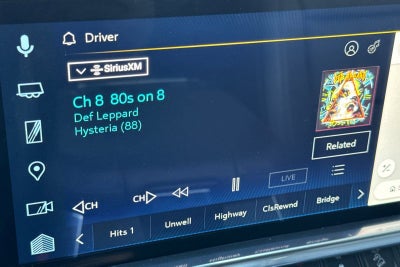 Driver
SiriusXM
Ch 8 80s on 8
Def Leppard
Hysteria (88)
Related
LIVE
CH
CH
Hits 1
Unwell
Highway
ClsRewnd
Bridge